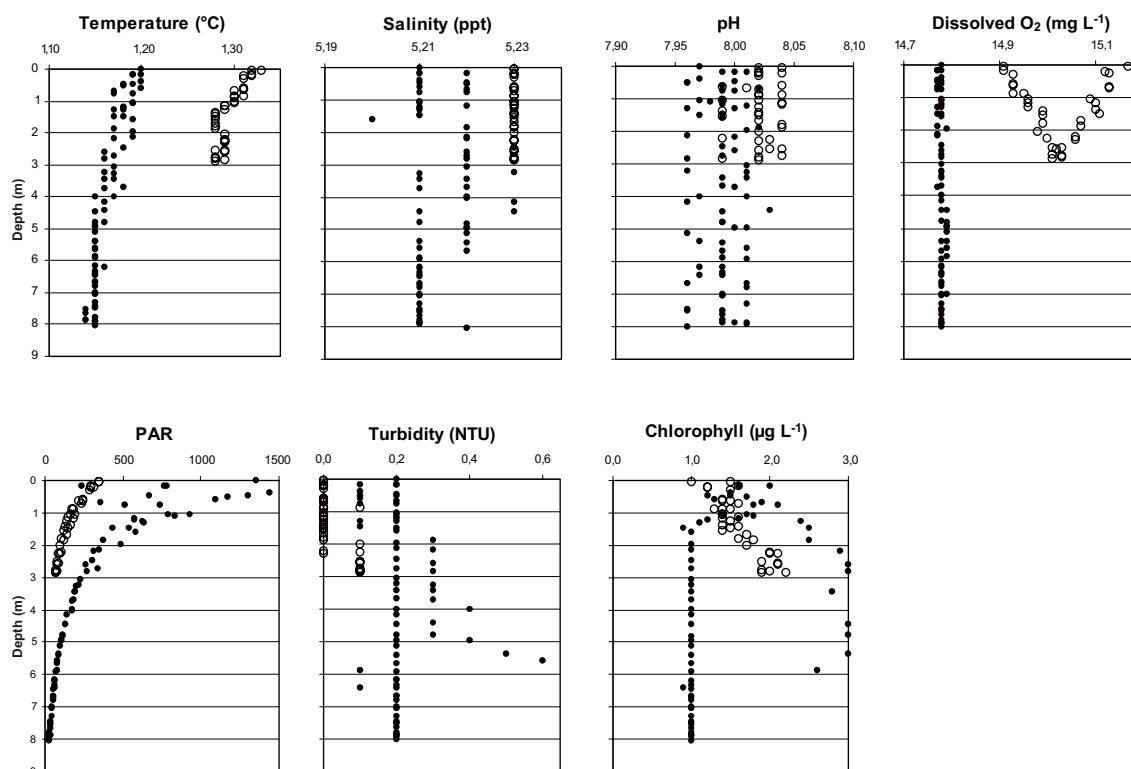 Temperature (°C)
1,10 1,20 1,30
Salinity (ppt)
5,19 5,21 5,23
pH
7,90 7,95 8,00 8,05 8,10
Dissolved O2 (mg L-1)
14,7 14,9 15,1
Depth (m)
0
1
2
3
4
5
6
7
8
9
PAR
0 500 1000 1500
Turbidity (NTU)
0,0 0,2 0,4 0,6
Chlorophyll (µg L-1)
0,0 1,0 2,0 3,0
Depth (m)
0
1
2
3
4
5
6
7
8